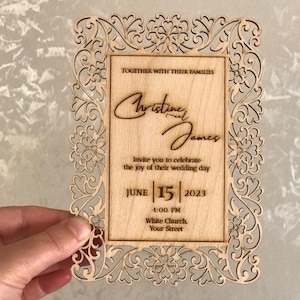 TOGETHER WITH THEIR FAMILIES
Christine
and
James
Invite you to celebrate
the joy of their wedding day
JUNE | 15 | 2023
4:00 PM
White Church,
Your Street